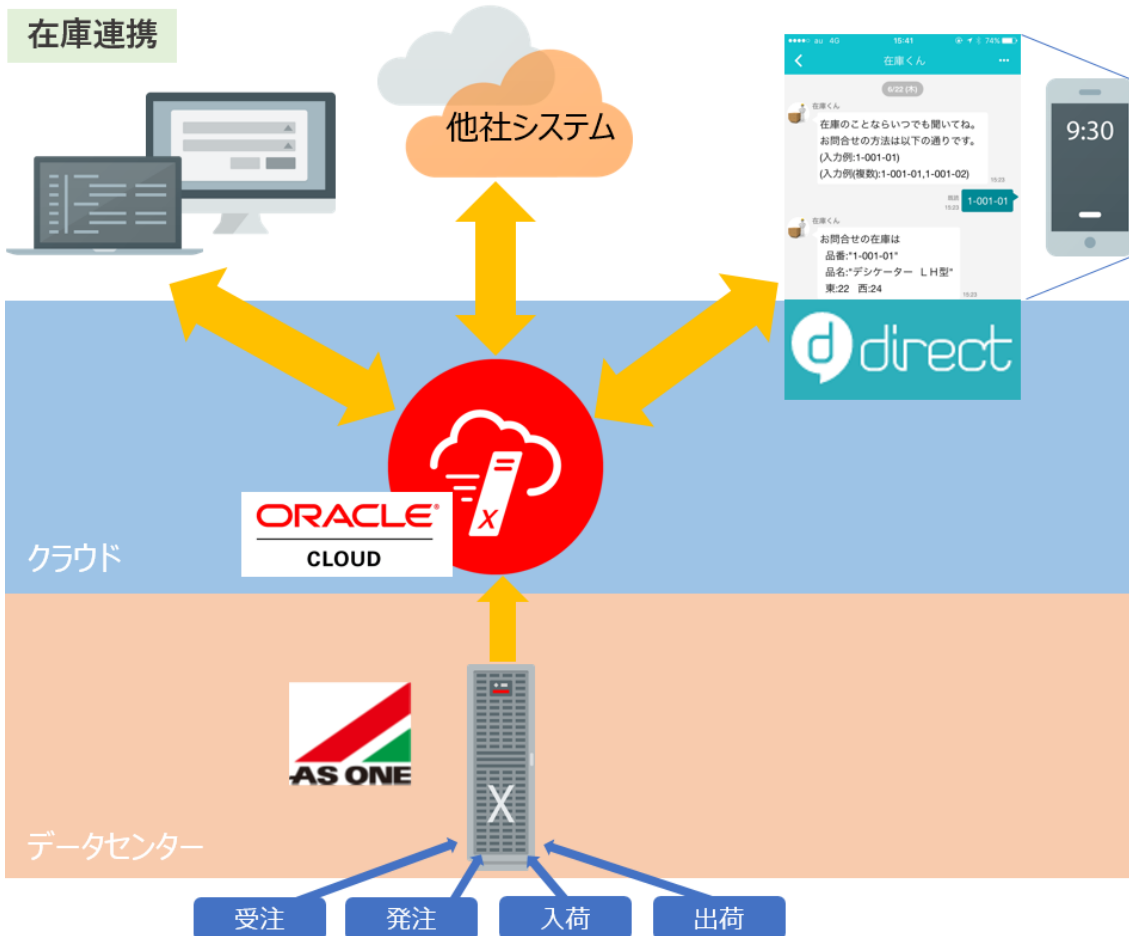 在庫連携
他社システム
au 4G 15:41 74%
在庫くん
6/22 (木)
在庫くん
在庫のことならいつでも聞いてね。
お問合せの方法は以下の通りです。
(入力例:1-001-01)
(入力例(複数):1-001-01,1-001-02)
15:23
既読
15:23
1-001-01
在庫くん
お問合せの在庫は
品番:"1-001-01"
品名:"デシケーター ＬＨ型"
東:22 西:24
15:23
9:30
direct
ORACLE®
CLOUD
X
クラウド
AS ONE
X
データセンター
受注
発注
入荷
出荷